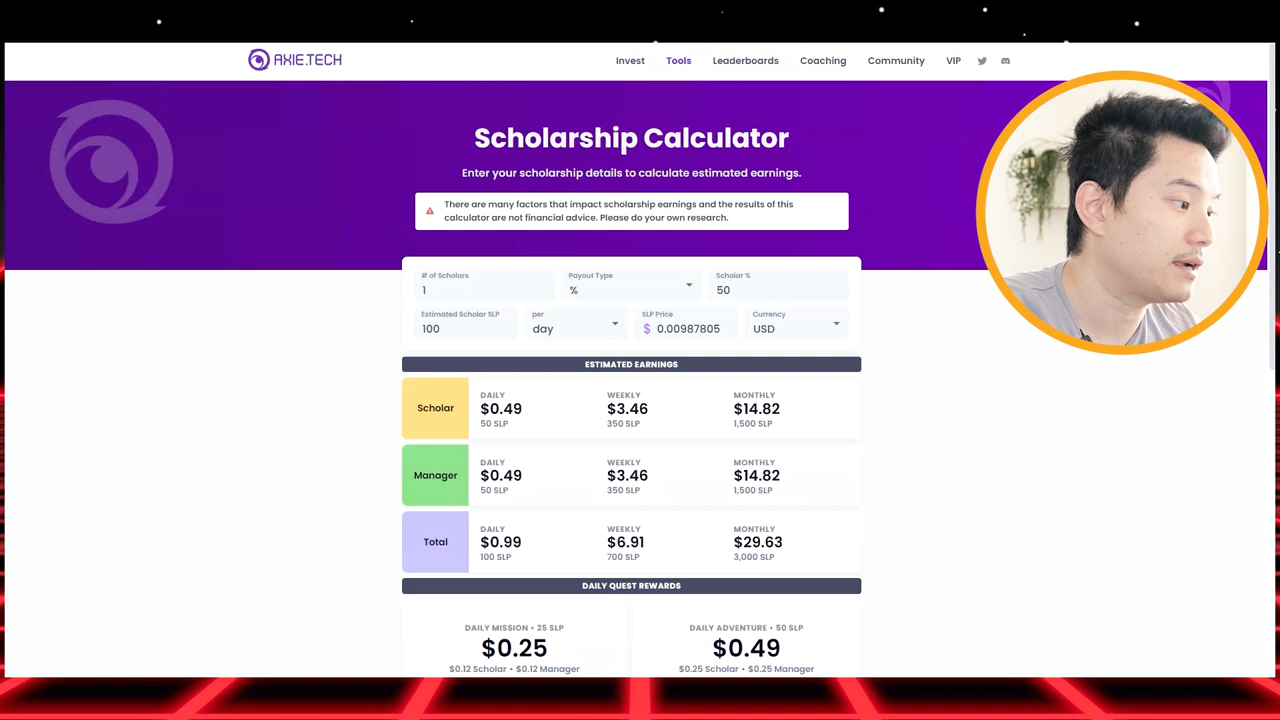 AXIE.TECH
Invest Tools Leaderboards Coaching Community VIP
Scholarship Calculator
Enter your scholarship details to calculate estimated earnings.
There are many factors that impact scholarship earnings and the results of this
calculator are not financial advice. Please do your own research.
# of Scholars Payout Type Scholar %
1 % 50
Estimated Scholar SLP per SLP Price Currency
100 day $ 0.00987805 USD
ESTIMATED EARNINGS
Scholar
DAILY WEEKLY MONTHLY
$0.49 $3.46 $14.82
50 SLP 350 SLP 1,500 SLP
Manager
DAILY WEEKLY MONTHLY
$0.49 $3.46 $14.82
50 SLP 350 SLP 1,500 SLP
Total
DAILY WEEKLY MONTHLY
$0.99 $6.91 $29.63
100 SLP 700 SLP 3,000 SLP
DAILY QUEST REWARDS
DAILY MISSION • 25 SLP DAILY ADVENTURE • 50 SLP
$0.25 $0.49
$0.12 Scholar • $0.12 Manager $0.25 Scholar • $0.25 Manager